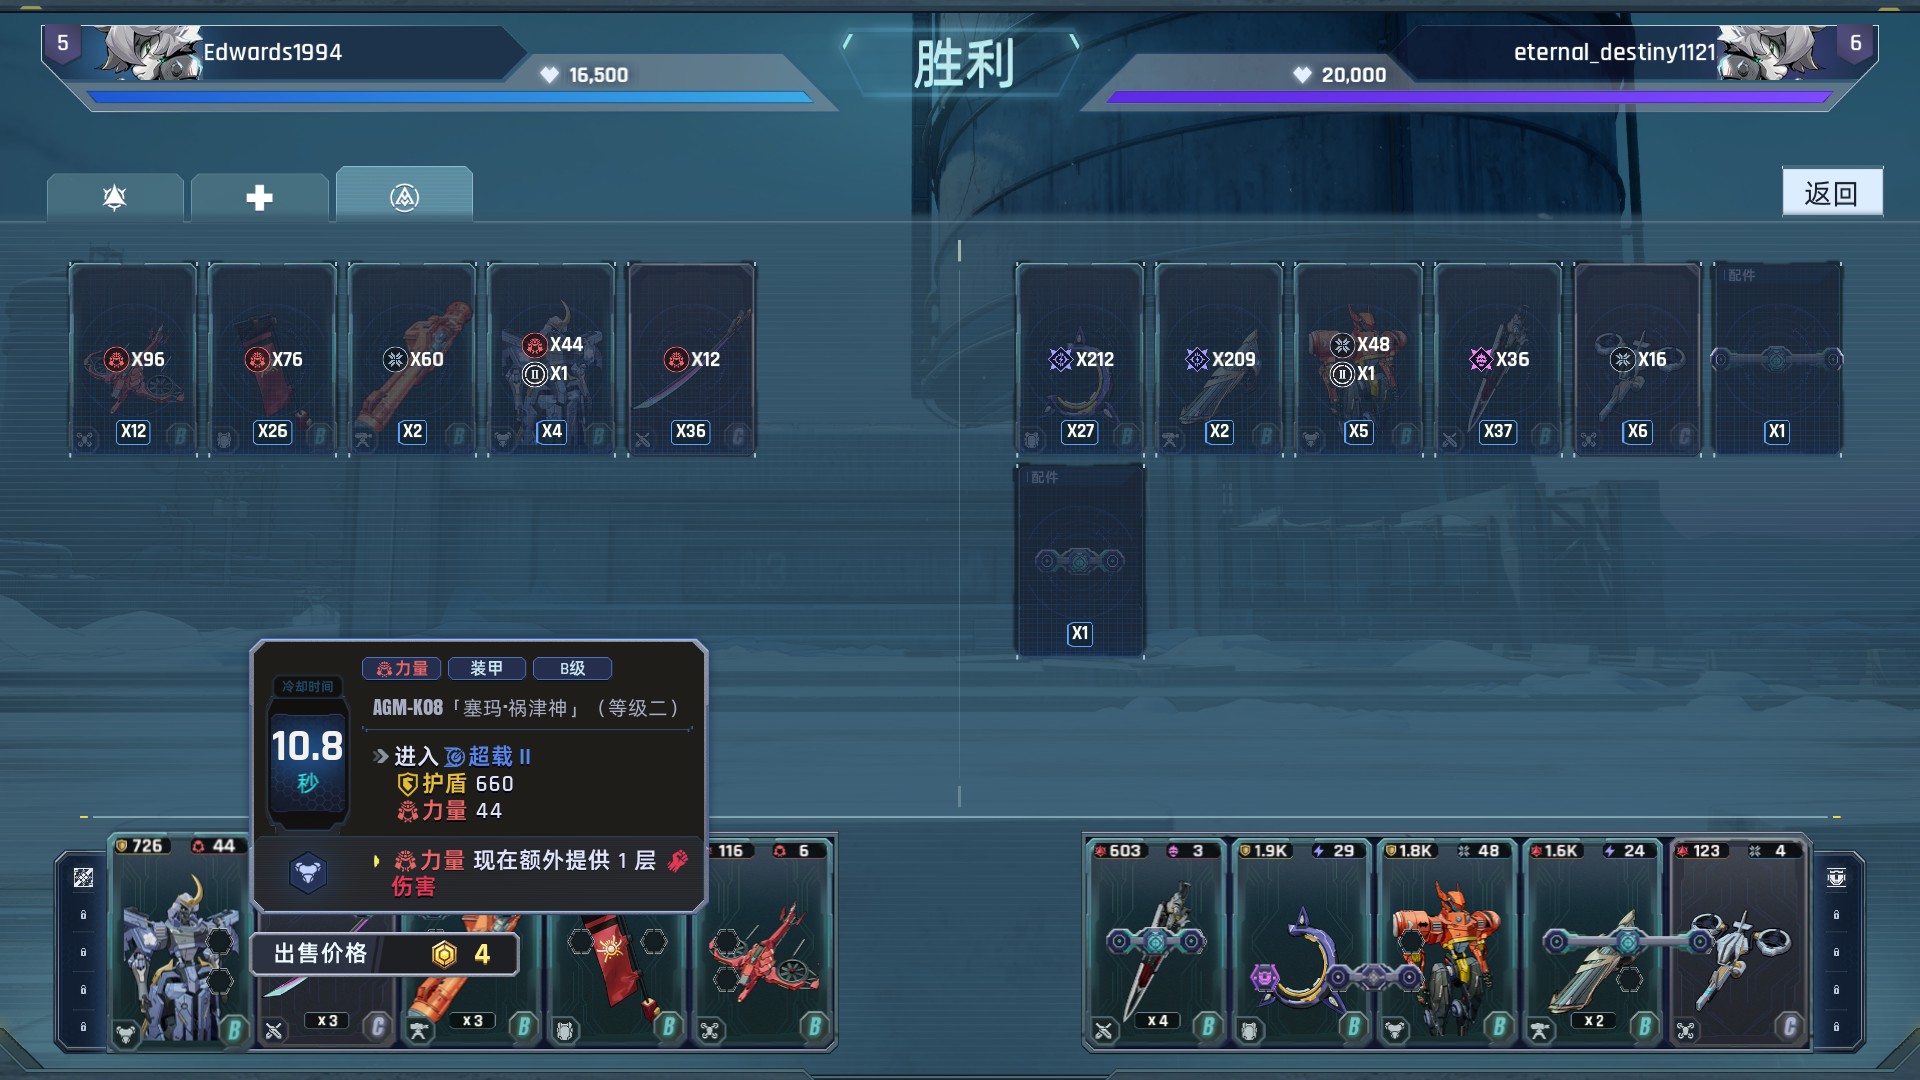 5
Edwards1994
16,500
胜利
20,000
eternal_destiny1121
6
返回
X96
X12
B
X76
X26
B
X60
X2
B
X44
X1
X4
B
X12
X36
C
X212
X27
B
X209
X2
B
X48
X1
X5
B
X36
X37
B
X16
X6
C
配件
X1
配件
X1
力量
装甲
B级
冷却时间
10.8
秒
AGM-K08「塞玛·祸津神」（等级二）
进入超载 II
护盾 660
力量 44
力量 现在额外提供 1 层
伤害
出售价格 4
726
44
B
x3
C
x3
B
B
116
6
B
603
3
x4
B
1.9K
29
B
1.8K
48
B
1.6K
24
x2
B
123
4
C